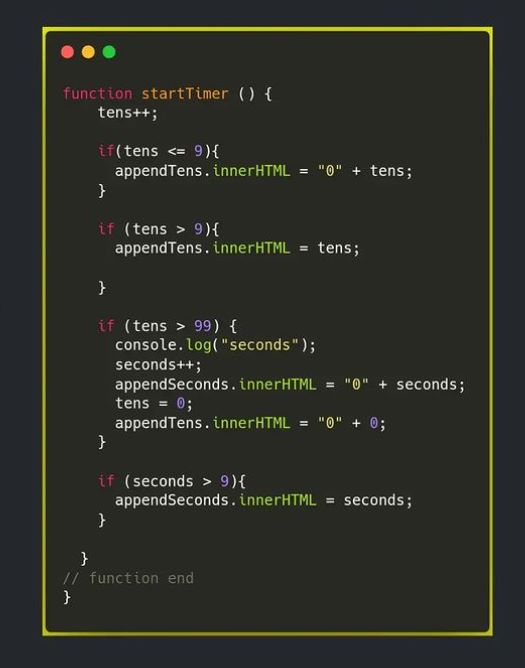 function startTimer () {
    tens++;

    if(tens <= 9){
      appendTens.innerHTML = "0" + tens;
    }

    if (tens > 9){
      appendTens.innerHTML = tens;

    }

    if (tens > 99) {
      console.log("seconds");
      seconds++;
      appendSeconds.innerHTML = "0" + seconds;
      tens = 0;
      appendTens.innerHTML = "0" + 0;
    }

    if (seconds > 9){
      appendSeconds.innerHTML = seconds;
    }

  }
// function end
}